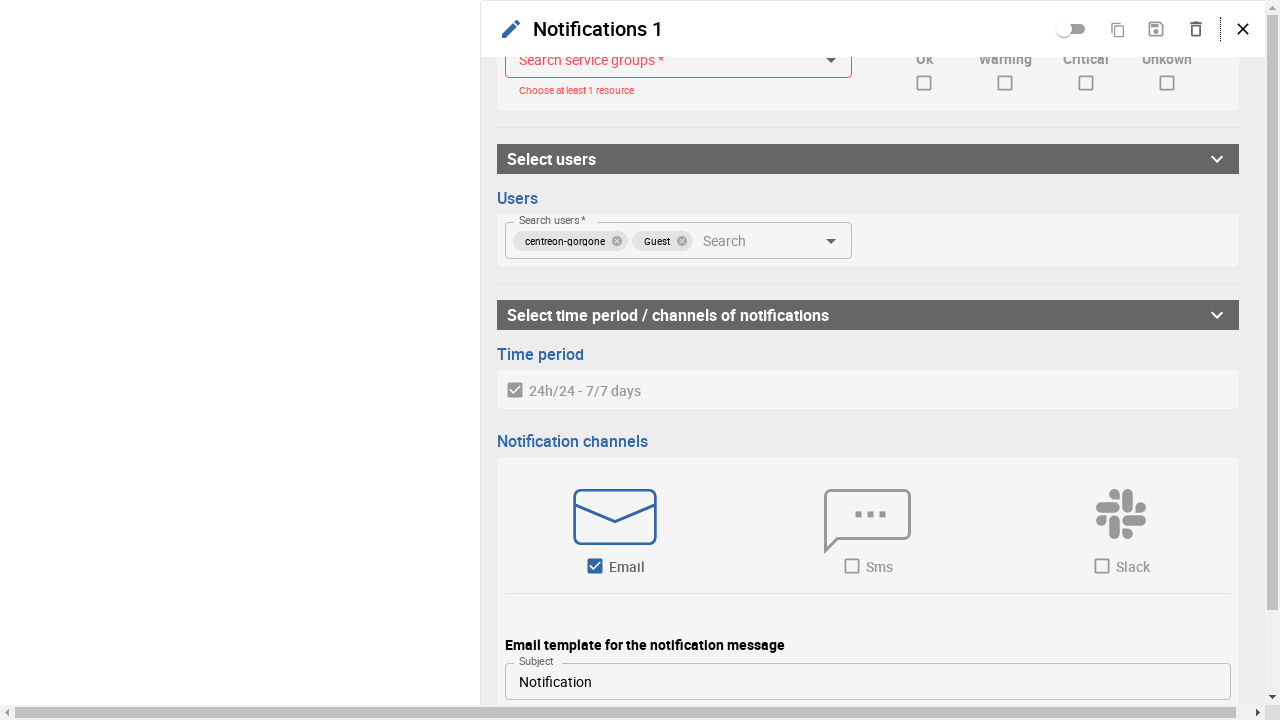 Notifications 1
Search service groups *
Ok Warning Critical Unkown
Choose at least 1 resource
Select users
Users
Search users *
centreon-gorgone Guest Search
Select time period / channels of notifications
Time period
24h/24 - 7/7 days
Notification channels
Email Sms Slack
Email template for the notification message
Subject
Notification